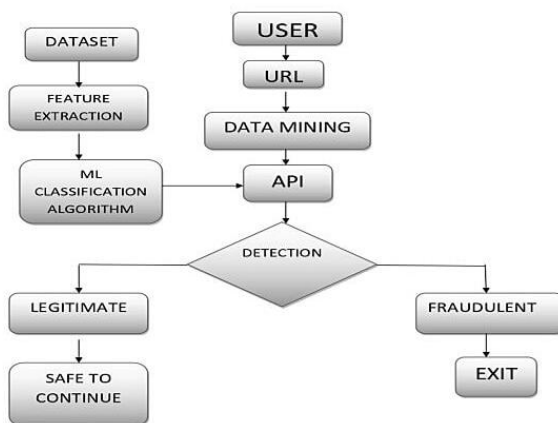 DATASET
FEATURE
EXTRACTION
ML
CLASSIFICATION
ALGORITHM
USER
URL
DATA MINING
API
DETECTION
LEGITIMATE
SAFE TO
CONTINUE
FRAUDULENT
EXIT